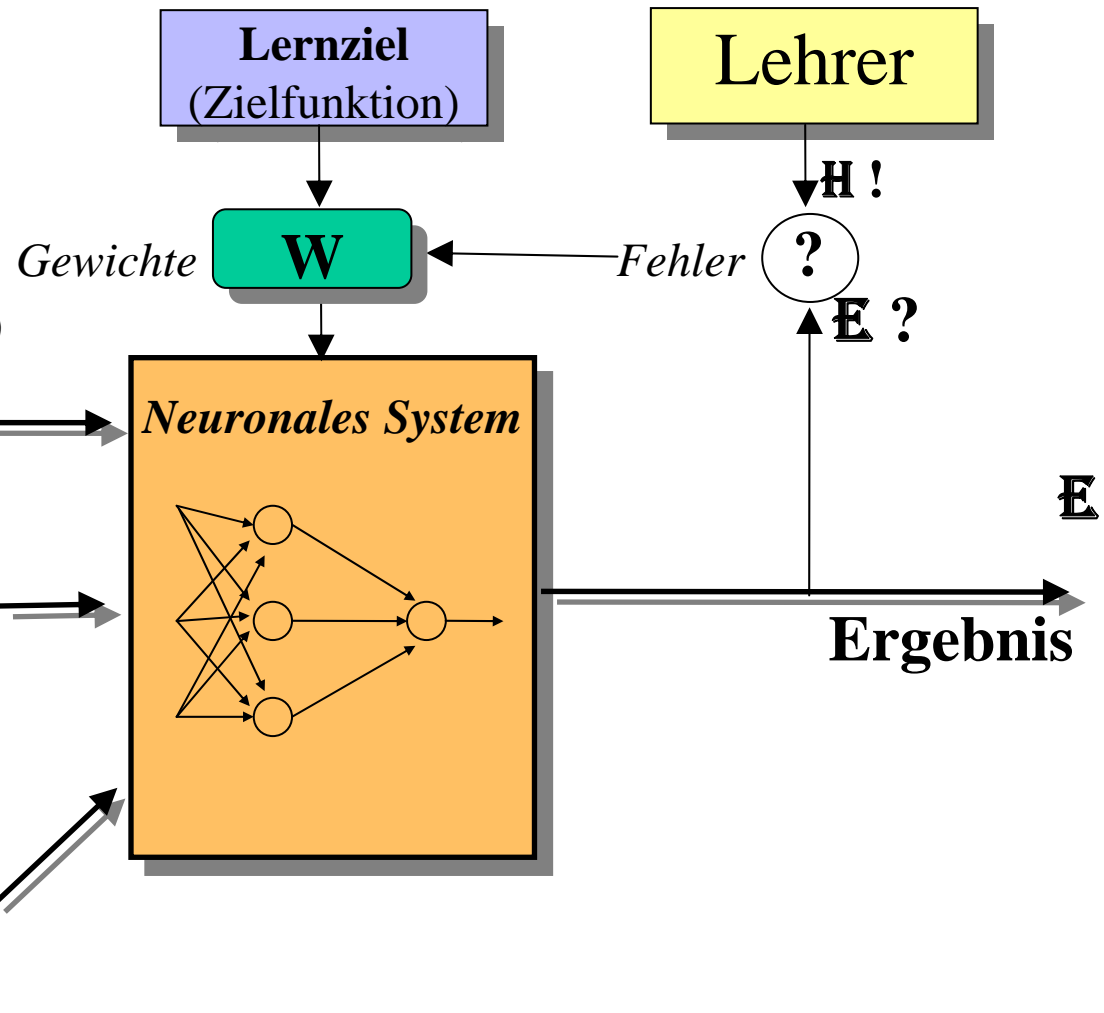 Lernziel
(Zielfunktion)
Lehrer
H !
Gewichte
W
Fehler
?
E ?
Neuronales System
E
Ergebnis